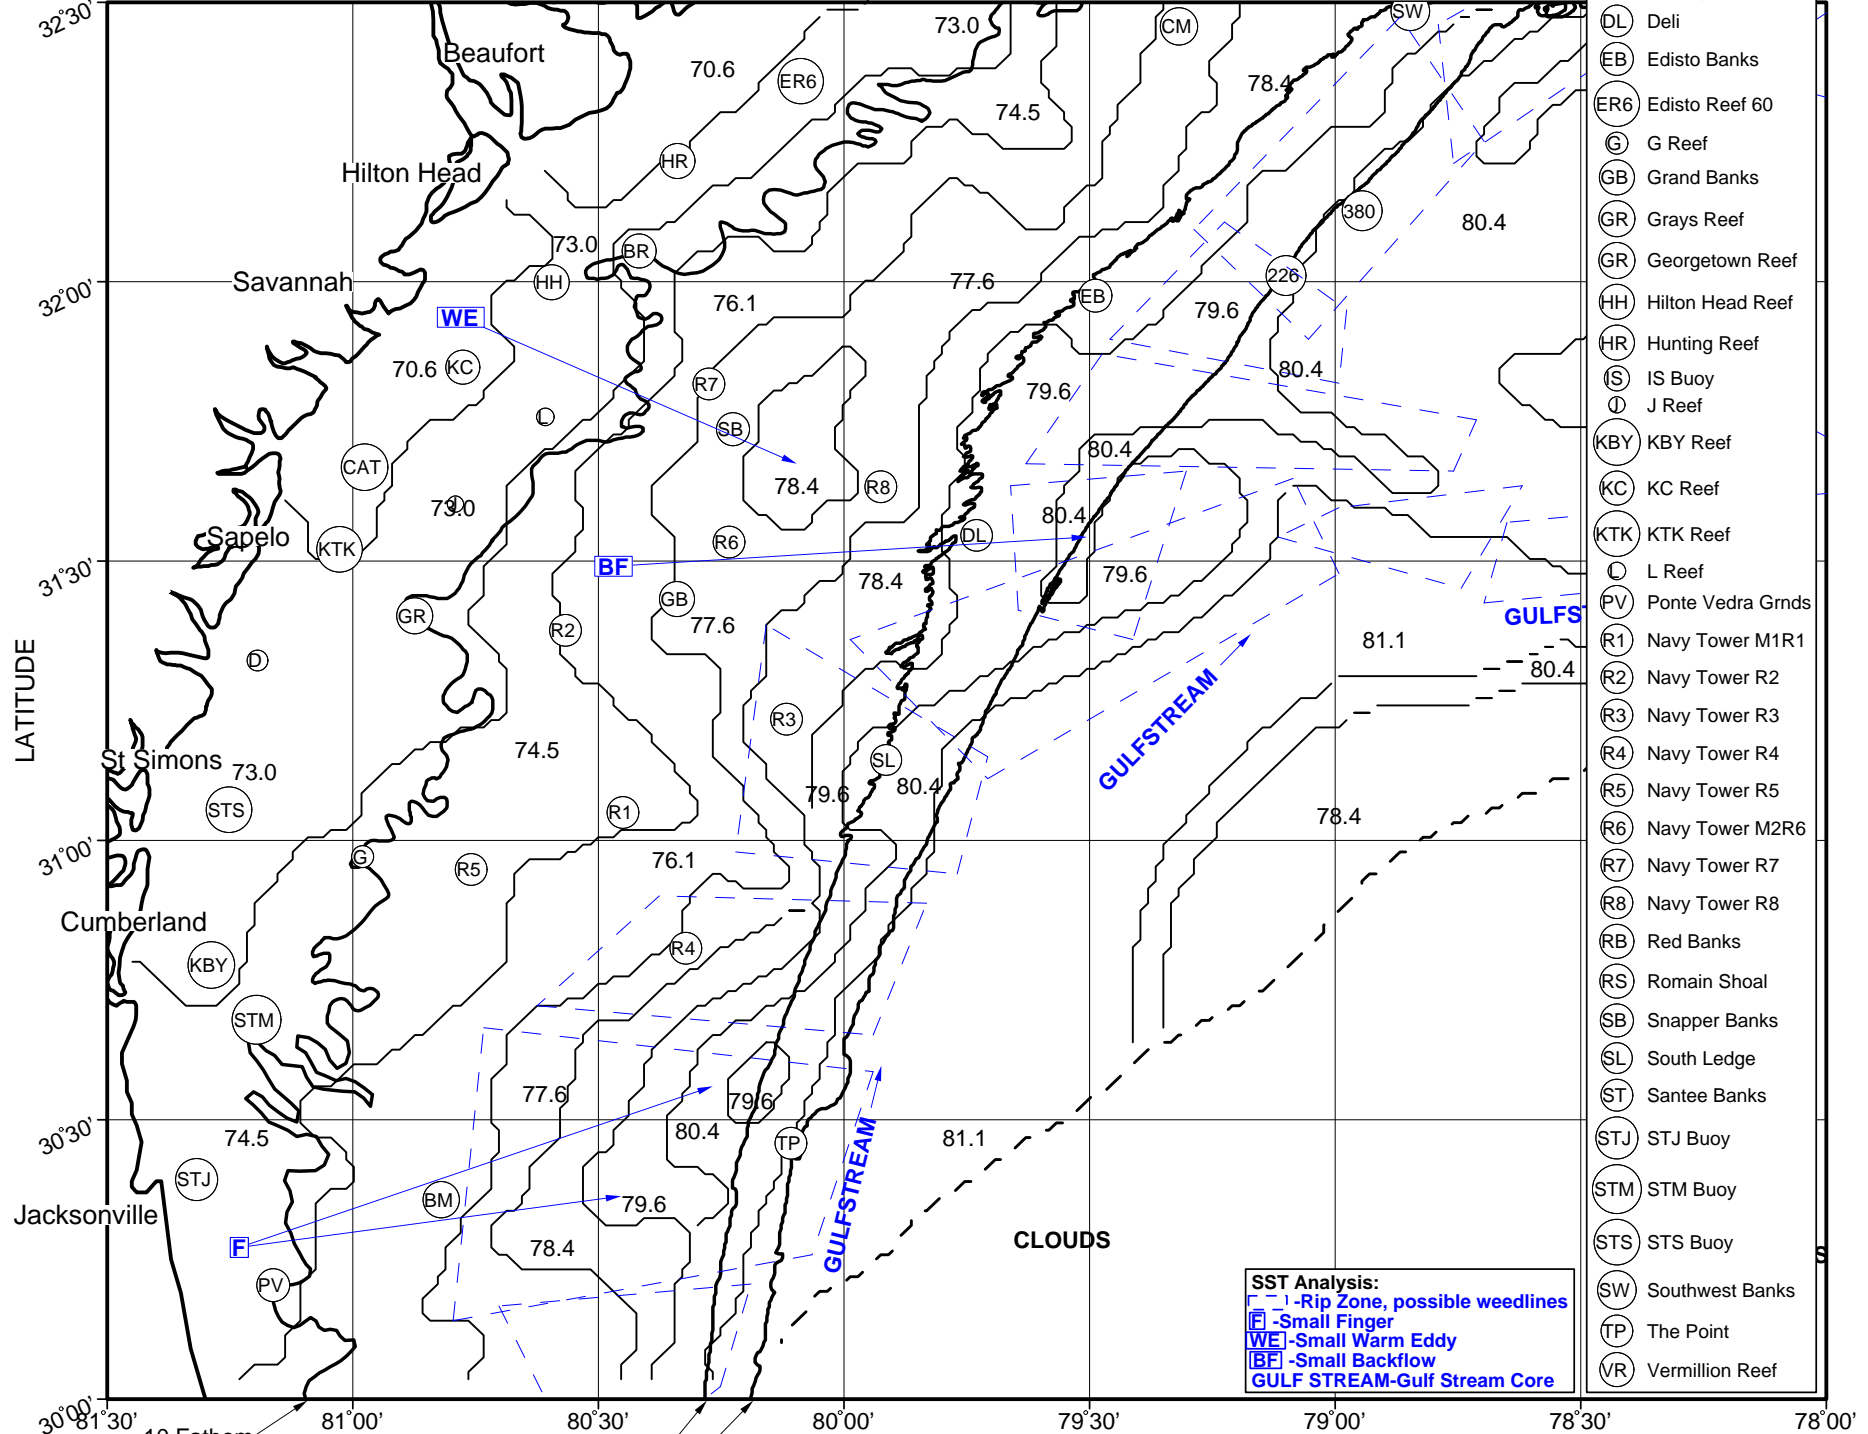 32°30'
32°00'
31°30'
31°00'
30°30'
30°00'
LATITUDE
81°30'
81°00'
80°30'
80°00'
79°30'
79°00'
78°30'
78°00'
Beaufort
Hilton Head
Savannah
Sapelo
St Simons
Cumberland
Jacksonville
73.0
SW
CM
70.6
ER6
78.4
74.5
HR
380
80.4
73.0
BR
HH
226
77.6
76.1
EB
79.6
WE
70.6
KC
R7
79.6
80.4
L
SB
80.4
CAT
78.4
R8
73.0
J
80.4
KTK
R6
DL
BF
78.4
79.6
GB
GR
R2
77.6
GULFS
81.1
D
80.4
GULFSTREAM
R3
74.5
SL
73.0
79.6
80.4
STS
R1
78.4
G
R5
76.1
KBY
R4
STM
77.6
79.6
74.5
80.4
TP
81.1
GULFSTREAM
STJ
BM
79.6
F
78.4
CLOUDS
S
PV
SST Analysis:
-Rip Zone, possible weedlines
F -Small Finger
WE -Small Warm Eddy
BF -Small Backflow
GULF STREAM-Gulf Stream Core
DL Deli
EB Edisto Banks
ER6 Edisto Reef 60
G G Reef
GB Grand Banks
GR Grays Reef
GR Georgetown Reef
HH Hilton Head Reef
HR Hunting Reef
IS IS Buoy
J J Reef
KBY KBY Reef
KC KC Reef
KTK KTK Reef
L L Reef
PV Ponte Vedra Grnds
R1 Navy Tower M1R1
R2 Navy Tower R2
R3 Navy Tower R3
R4 Navy Tower R4
R5 Navy Tower R5
R6 Navy Tower M2R6
R7 Navy Tower R7
R8 Navy Tower R8
RB Red Banks
RS Romain Shoal
SB Snapper Banks
SL South Ledge
ST Santee Banks
STJ STJ Buoy
STM STM Buoy
STS STS Buoy
SW Southwest Banks
TP The Point
VR Vermillion Reef
10 Fathom